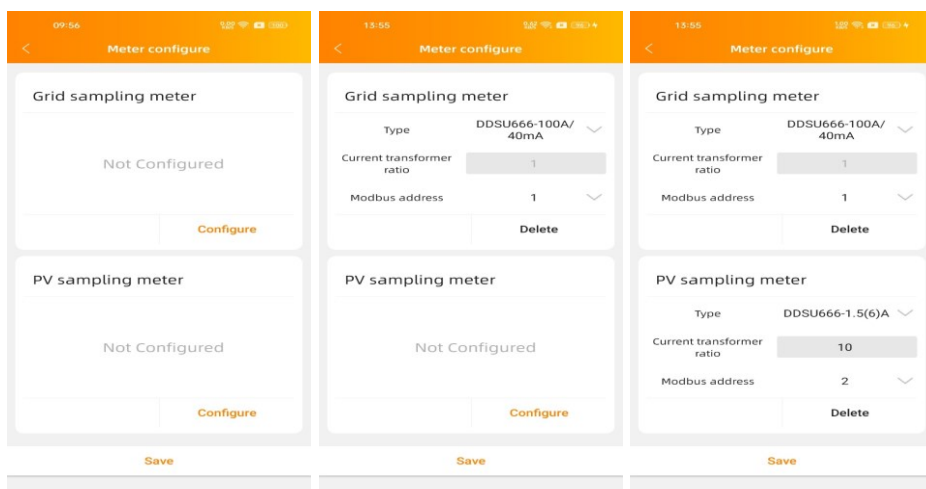 09:56
Meter configure
Grid sampling meter
Not Configured
Configure
PV sampling meter
Not Configured
Configure
Save
13:55
Meter configure
Grid sampling meter
Type
DDSU666-100A/
40mA
Current transformer
ratio
1
Modbus address
1
Delete
PV sampling meter
Not Configured
Configure
Save
13:55
Meter configure
Grid sampling meter
Type
DDSU666-100A/
40mA
Current transformer
ratio
1
Modbus address
1
Delete
PV sampling meter
Type
DDSU666-1.5(6)A
Current transformer
ratio
10
Modbus address
2
Delete
Save